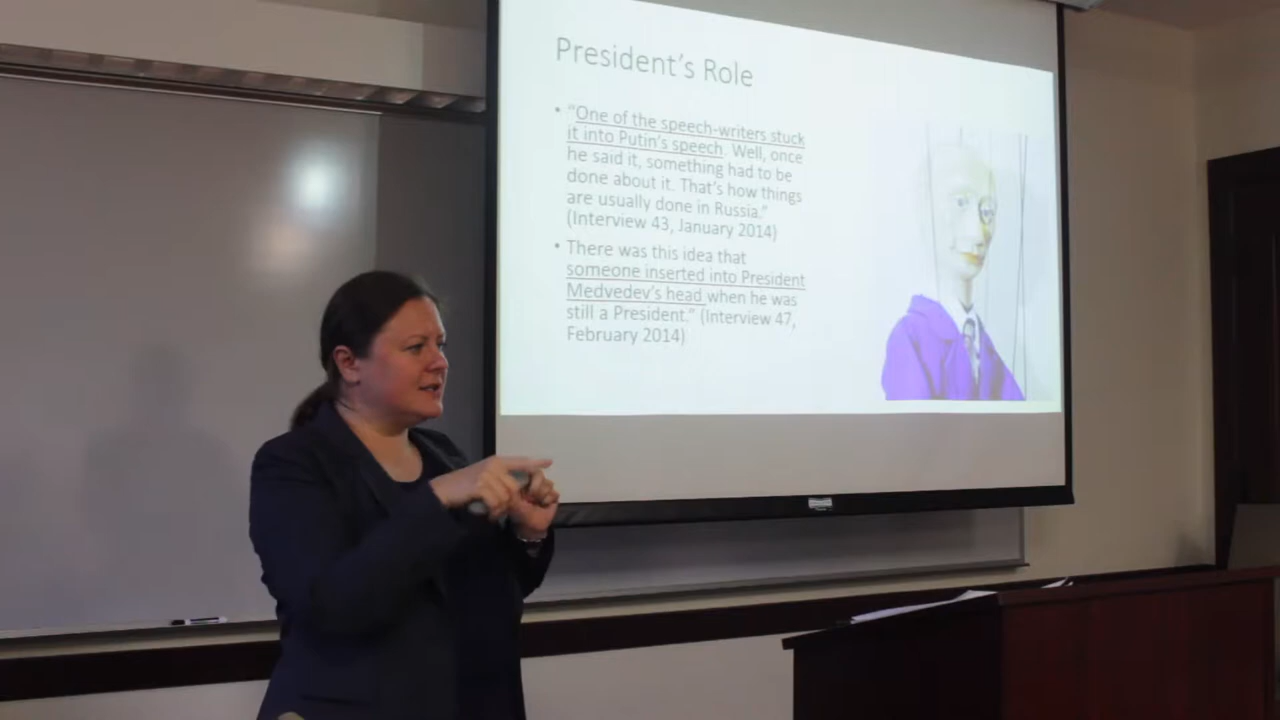 President's Role
• "One of the speech-writers stuck
it into Putin's speech. Well, once
he said it, something had to be
done about it. That's how things
are usually done in Russia."
(Interview 43, January 2014)
• There was this idea that
someone inserted into President
Medvedev's head when he was
still a President." (Interview 47,
February 2014)